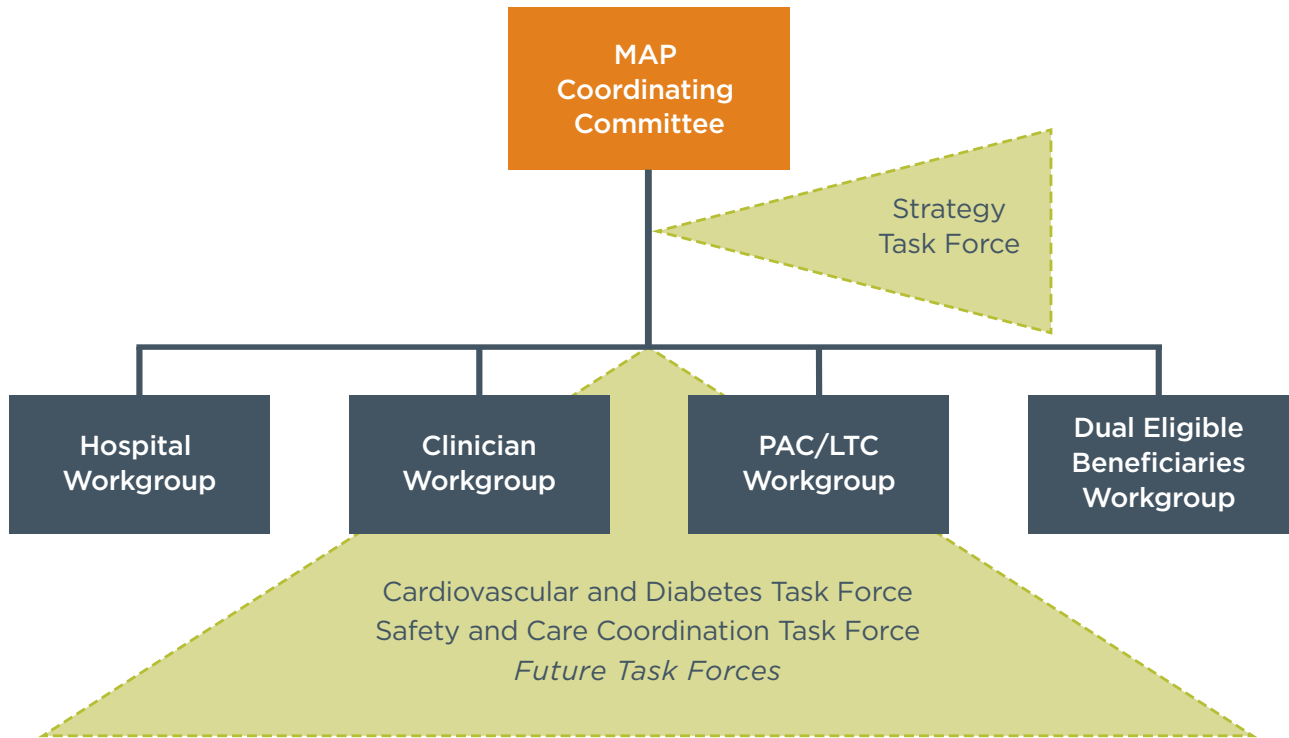 MAP
Coordinating
Committee
Strategy
Task Force
Hospital
Workgroup
Clinician
Workgroup
PAC/LTC
Workgroup
Dual Eligible
Beneficiaries
Workgroup
Cardiovascular and Diabetes Task Force
Safety and Care Coordination Task Force
Future Task Forces